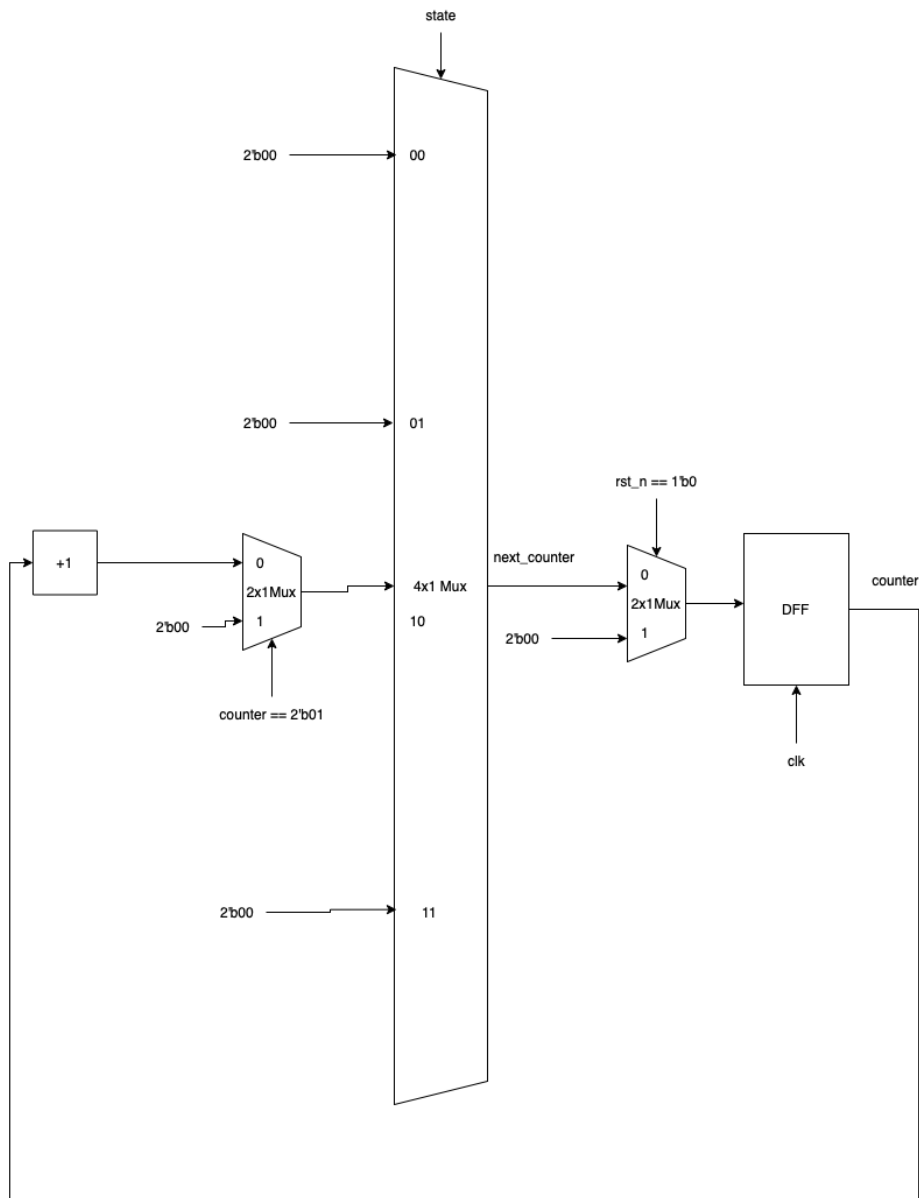 state
2'b00
00
2'b00
01
rst_n == 1'b0
+1
0
2x1Mux
1
2'b00
counter == 2'b01
4x1 Mux
10
next_counter
0
2x1Mux
1
2'b00
DFF
counter
clk
2'b00
11